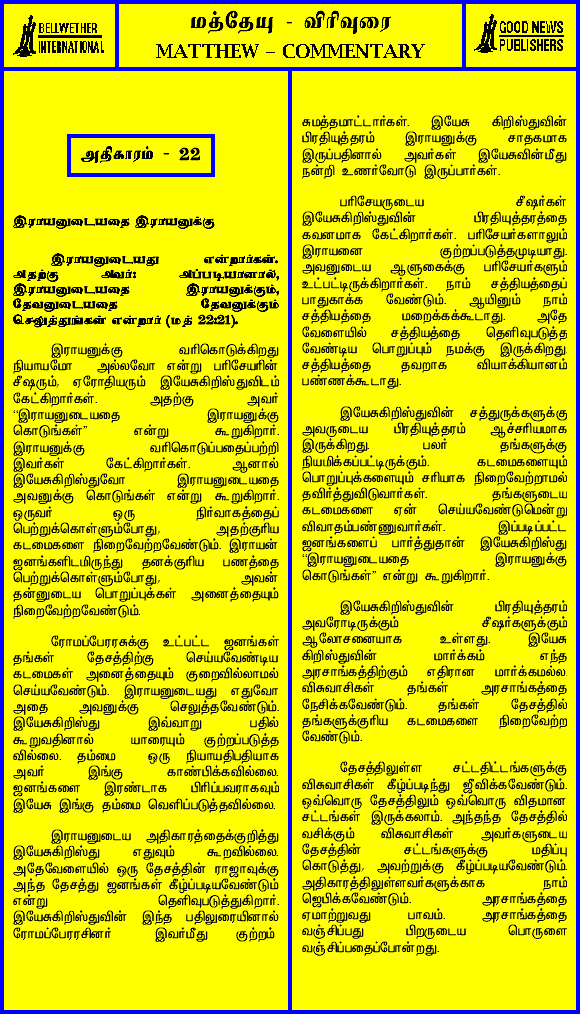 BELLWETHER
INTERNATIONAL
மத்தேயு - விரிவுரை
MATTHEW – COMMENTARY
GOOD NEWS
PUBLISHERS
அதிகாரம் - 22
இராயனுடையதை இராயனுக்கு
இராயனுடையது என்றார்கள்.
அதற்கு அவர்: அப்படியானால்,
இராயனுடையதை இராயனுக்கும்,
தேவனுடையதை தேவனுக்கும்
செலுத்துங்கள் என்றார் (மத் 22:21).
இராயனுக்கு வரிகொடுக்கிறது
நியாயமோ அல்லவோ என்று பரிசேயரின்
சீஷரும், ஏரோதியரும் இயேசுகிறிஸ்துவிடம்
கேட்கிறார்கள். அதற்கு அவர்
“இராயனுடையதை இராயனுக்கு
கொடுங்கள்” என்று கூறுகிறார்.
இராயனுக்கு வரிகொடுப்பதைப்பற்றி
இவர்கள் கேட்கிறார்கள். ஆனால்
இயேசுகிறிஸ்துவோ இராயனுடையதை
அவனுக்கு கொடுங்கள் என்று கூறுகிறார்.
ஒருவர் ஒரு நிர்வாகத்தைப்
பெற்றுக்கொள்ளும்போது, அதற்குரிய
கடமைகளை நிறைவேற்றவேண்டும். இராயன்
ஜனங்களிடமிருந்து தனக்குரிய பணத்தை
பெற்றுக்கொள்ளும்போது, அவன்
தன்னுடைய பொறுப்புக்கள் அனைத்தையும்
நிறைவேற்றவேண்டும்.
ரோமப்பேரரசுக்கு உட்பட்ட ஜனங்கள்
தங்கள் தேசத்திற்கு செய்யவேண்டிய
கடமைகள் அனைத்தையும் குறைவில்லாமல்
செய்யவேண்டும். இராயனுடையது எதுவோ
அதை அவனுக்கு செலுத்தவேண்டும்.
இயேசுகிறிஸ்து இவ்வாறு பதில்
கூறுவதினால் யாரையும் குற்றப்படுத்த
வில்லை. தம்மை ஒரு நியாயதிபதியாக
அவர் இங்கு காண்பிக்கவில்லை.
ஜனங்களை இரண்டாக பிரிப்பவராகவும்
இயேசு இங்கு தம்மை வெளிப்படுத்தவில்லை.
இராயனுடைய அதிகாரத்தைக்குறித்து
இயேசுகிறிஸ்து எதுவும் கூறவில்லை.
அதேவேளையில் ஒரு தேசத்தின் ராஜாவுக்கு
அந்த தேசத்து ஜனங்கள் கீழ்ப்படியவேண்டும்
என்று தெளிவுபடுத்துகிறார்.
இயேசுகிறிஸ்துவின் இந்த பதிலுரையினால்
ரோமப்பேரரசினர் இவர்மீது குற்றம்
சுமத்தமாட்டார்கள். இயேசு கிறிஸ்துவின்
பிரதியுத்தரம் இராயனுக்கு சாதகமாக
இருப்பதினால் அவர்கள் இயேசுவின்மீது
நன்றி உணர்வோடு இருப்பார்கள்.
பரிசேயருடைய சீஷர்கள்
இயேசுகிறிஸ்துவின் பிரதியுத்தரத்தை
கவனமாக கேட்கிறார்கள். பரிசேயர்களாலும்
இராயனை குற்றப்படுத்தமுடியாது.
அவனுடைய ஆளுகைக்கு பரிசேயர்களும்
உட்பட்டிருக்கிறார்கள். நாம் சத்தியத்தைப்
பாதுகாக்க வேண்டும். ஆயினும் நாம்
சத்தியத்தை மறைக்கக்கூடாது. அதே
வேளையில் சத்தியத்தை தெளிவுபடுத்த
வேண்டிய பொறுப்பும் நமக்கு இருக்கிறது.
சத்தியத்தை தவறாக வியாக்கியானம்
பண்ணக்கூடாது.
இயேசுகிறிஸ்துவின் சத்துருக்களுக்கு
அவருடைய பிரதியுத்தரம் ஆச்சரியமாக
இருக்கிறது. பலர் தங்களுக்கு
நியமிக்கப்பட்டிருக்கும். கடமைகளையும்
பொறுப்புக்களையும் சரியாக நிறைவேற்றாமல்
தவிர்த்துவிடுவார்கள். தங்களுடைய
கடமைகளை ஏன் செய்யவேண்டுமென்று
விவாதம்பண்ணுவார்கள். இப்படிப்பட்ட
ஜனங்களைப் பார்த்துதான் இயேசுகிறிஸ்து
“இராயனுடையதை இராயனுக்கு
கொடுங்கள்” என்று கூறுகிறார்.
இயேசுகிறிஸ்துவின் பிரதியுத்தரம்
அவரோடிருக்கும் சீஷர்களுக்கும்
ஆலோசனையாக உள்ளது. இயேசு
கிறிஸ்துவின் மார்க்கம் எந்த
அரசாங்கத்திற்கும் எதிரான மார்க்கமல்ல.
விசுவாசிகள் தங்கள் அரசாங்கத்தை
நேசிக்கவேண்டும். தங்கள் தேசத்தில்
தங்களுக்குரிய கடமைகளை நிறைவேற்ற
வேண்டும்.
தேசத்திலுள்ள சட்டதிட்டங்களுக்கு
விசுவாசிகள் கீழ்ப்படிந்து ஜீவிக்கவேண்டும்.
ஒவ்வொரு தேசத்திலும் ஒவ்வொரு விதமான
சட்டங்கள் இருக்கலாம். அந்தந்த தேசத்தில்
வசிக்கும் விசுவாசிகள் அவர்களுடைய
தேசத்தின் சட்டங்களுக்கு மதிப்பு
கொடுத்து, அவற்றுக்கு கீழ்ப்படியவேண்டும்.
அதிகாரத்திலுள்ளவர்களுக்காக நாம்
ஜெபிக்கவேண்டும். அரசாங்கத்தை
ஏமாற்றுவது பாவம். அரசாங்கத்தை
வஞ்சிப்பது பிறருடைய பொருளை
வஞ்சிப்பதைப்போன்றது.